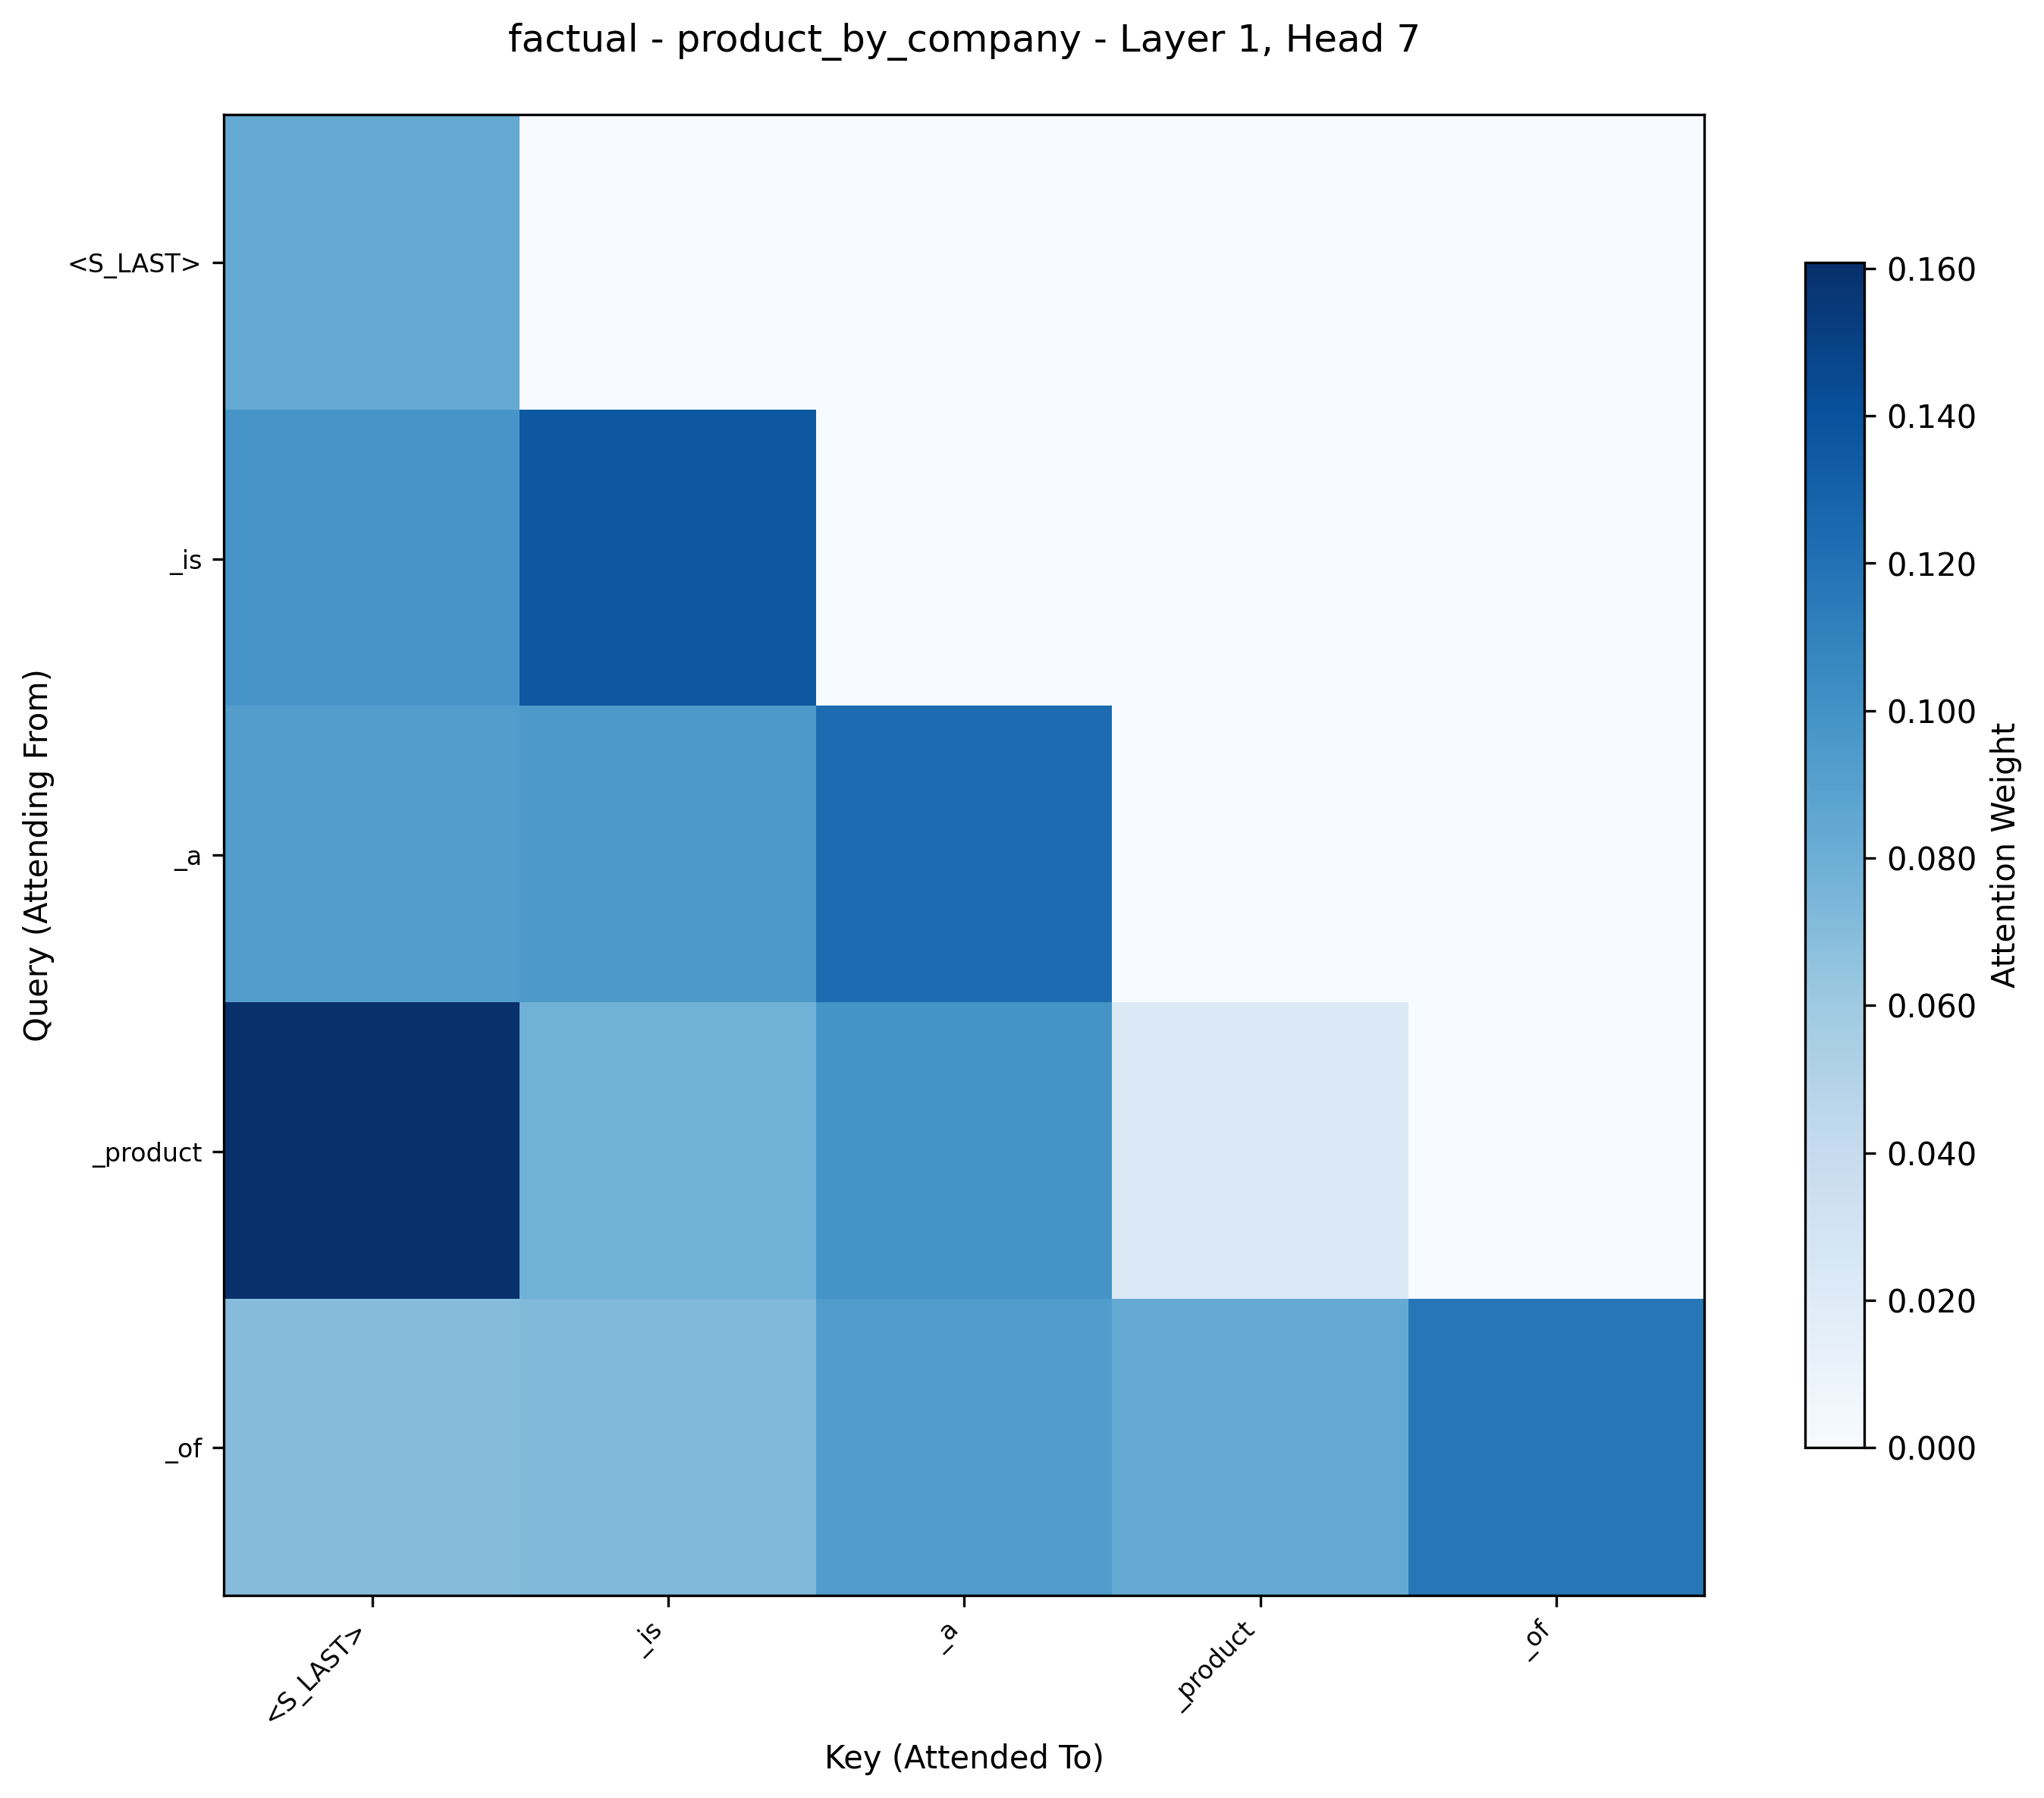 factual - product_by_company - Layer 1, Head 7
Query (Attending From)
<S_LAST>
_is
_a
_product
_of
<S_LAST>
_is
_a
_product
_of
Key (Attended To)
0.160
0.140
0.120
0.100
0.080
0.060
0.040
0.020
0.000
Attention Weight